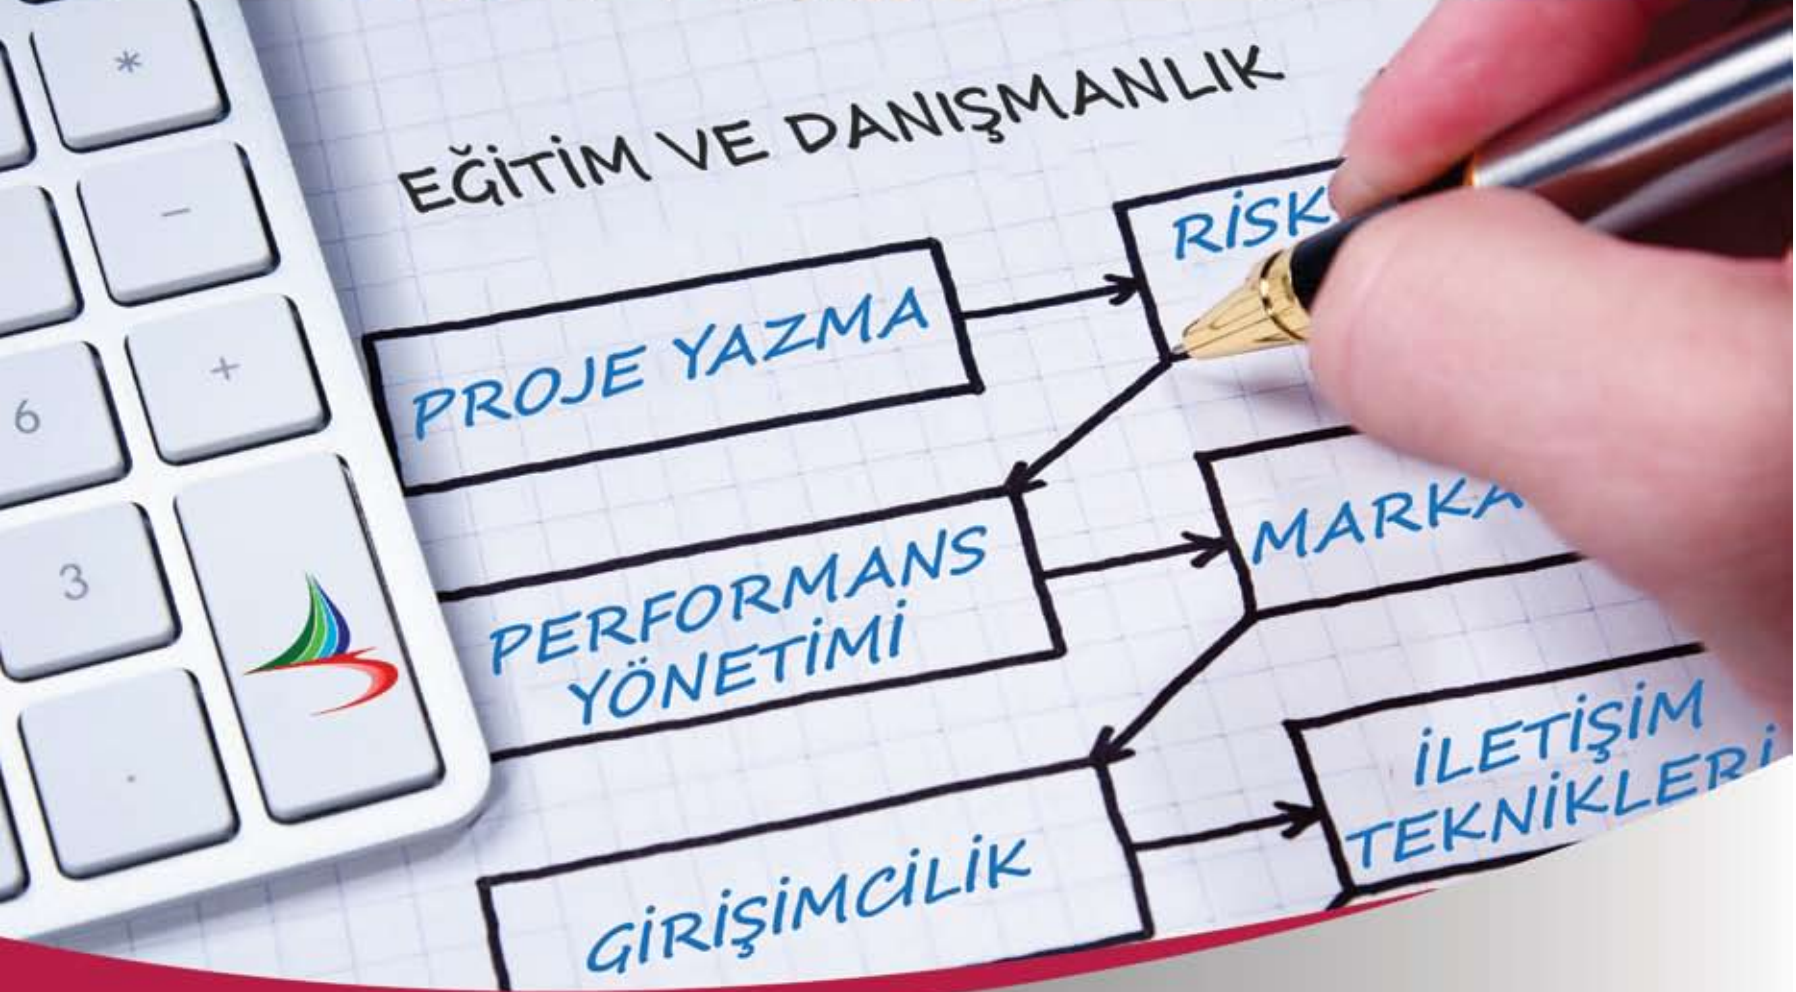 EĞİTİM VE DANIŞMANLIK
PROJE YAZMA
RİSK
PERFORMANS
YÖNETİMİ
MARKA
GİRİŞİMCİLİK
İLETİŞİM
TEKNİKLERİ
*
-
+
6
3
.